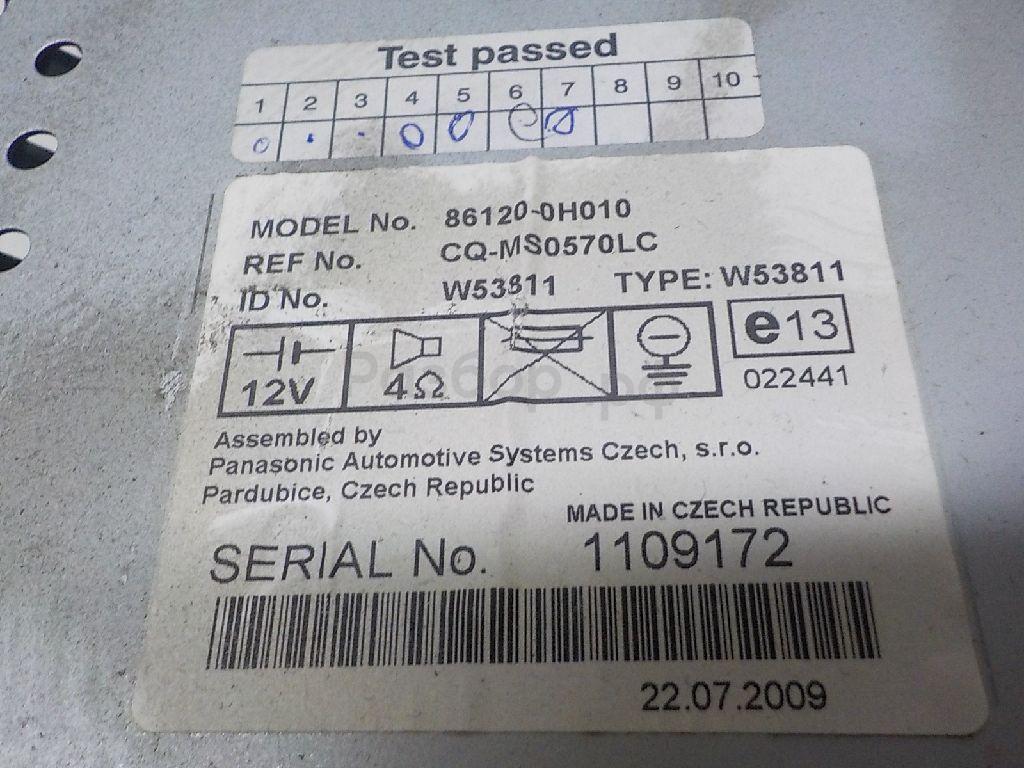 Test passed
1 2 3 4 5 6 7 8 9 10
MODEL No. 86120-0H010
REF No. CQ-MS0570LC
ID No. W53811 TYPE: W53811
12V 4Ω e13
022441
Разбор.рф
Assembled by
Panasonic Automotive Systems Czech, s.r.o.
Pardubice, Czech Republic
MADE IN CZECH REPUBLIC
SERIAL No. 1109172
22.07.2009